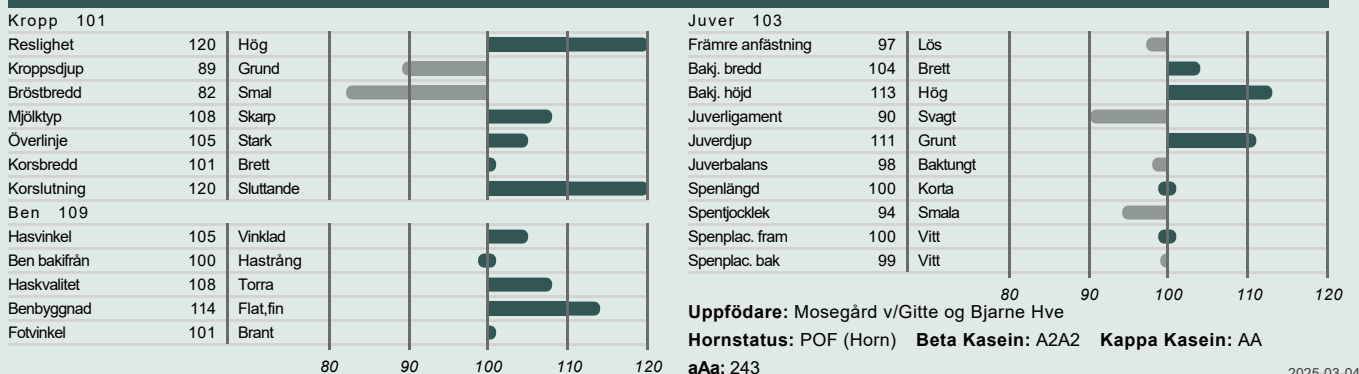 Kropp 101
Reslighet 120 Hög
Kroppsdjup 89 Grund
Bröstbredd 82 Smal
Mjölktyp 108 Skarp
Överlinje 105 Stark
Korsbredd 101 Brett
Korslutning 120 Sluttande
Ben 109
Hasvinkel 105 Vinklad
Ben bakifrån 100 Hastrång
Haskvalitet 108 Torra
Benbyggnad 114 Flat,fin
Fotvinkel 101 Brant
80 90 100 110 120
Juver 103
Främre anfästning 97 Lös
Bakj. bredd 104 Brett
Bakj. höjd 113 Hög
Juverligament 90 Svagt
Juverdjup 111 Grunt
Juverbalans 98 Baktungt
Spenlängd 100 Korta
Spentjocklek 94 Smala
Spenplac. fram 100 Vitt
Spenplac. bak 99 Vitt
80 90 100 110 120
Uppfödare: Mosegård v/Gitte og Bjarne Hve
Hornstatus: POF (Horn) Beta Kasein: A2A2 Kappa Kasein: AA
aAa: 243
2025-03-04